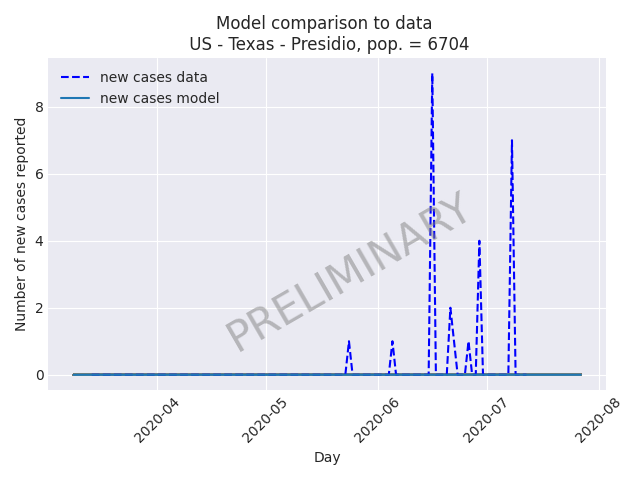 Model comparison to data
US - Texas - Presidio, pop. = 6704
new cases data
new cases model
Number of new cases reported
8
6
4
2
0
PRELIMINARY
2020-04
2020-05
2020-06
2020-07
2020-08
Day